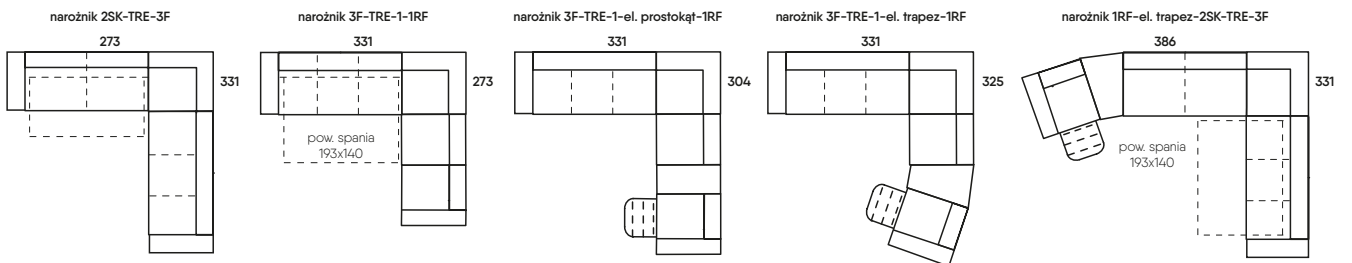 narożnik 2SK-TRE-3F
273
331
narożnik 3F-TRE-1-1RF
331
273
pow. spania
193x140
narożnik 3F-TRE-1-el. prostokąt-1RF
331
304
narożnik 3F-TRE-1-el. trapez-1RF
331
325
narożnik 1RF-el. trapez-2SK-TRE-3F
386
331
pow. spania
193x140